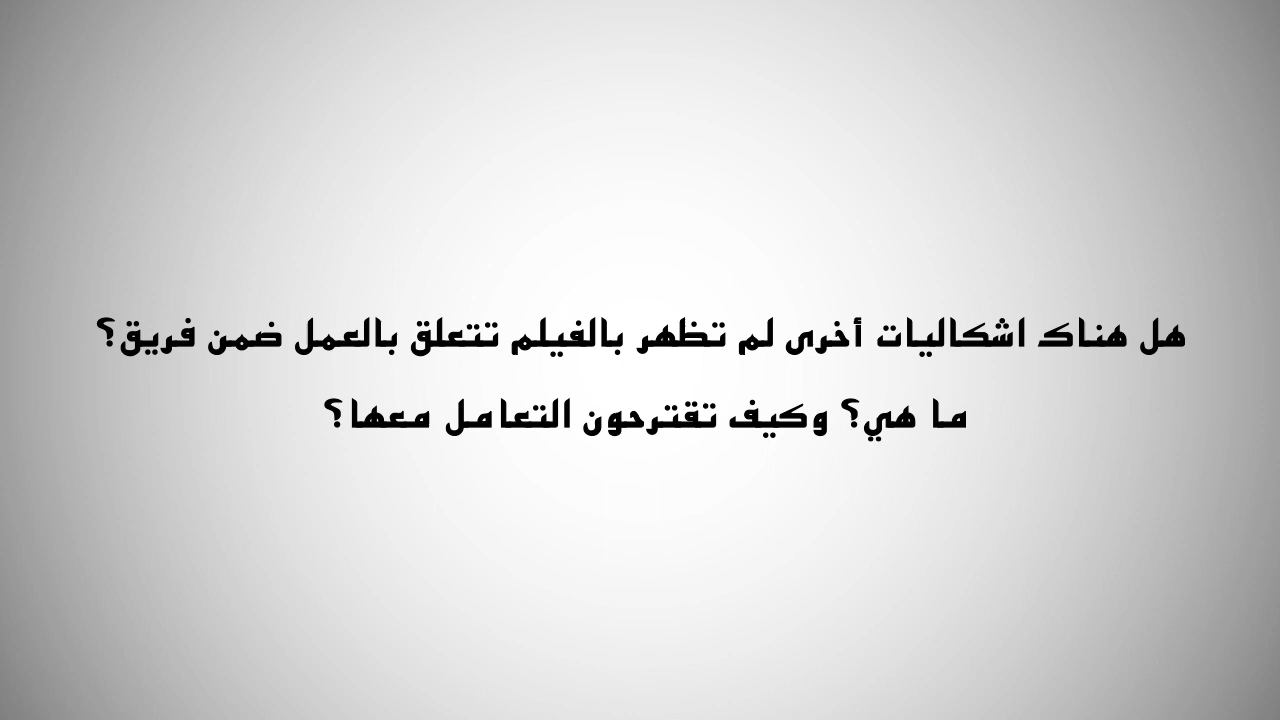 هل هناك اشكاليات أخرى لم تظهر بالفيلم تتعلق بالعمل ضمن فريق؟
ما هي؟ وكيف تقترحون التعامل معها؟